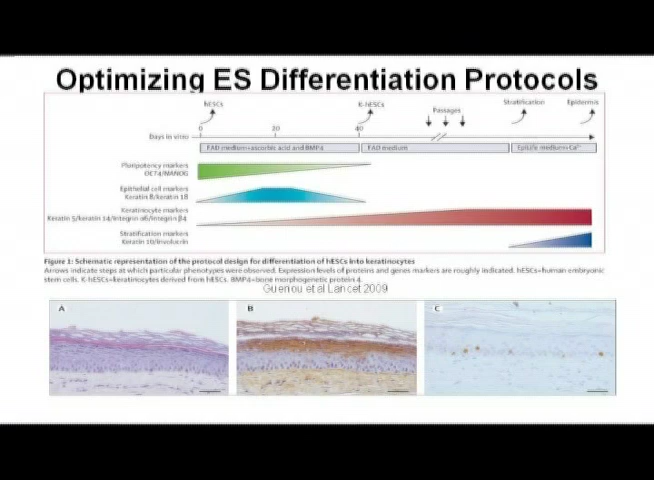 Optimizing ES Differentiation Protocols
hESCs
K-hESCs
Passages
Stratification
Epidermis
Days in vitro
0
20
40
FAD medium+ascorbic acid and BMP4
FAD medium
Epilife medium+Ca²⁺
Pluripotency markers
OCT4/NANOG
Epithelial cell markers
Keratin 8/keratin 18
Keratinocyte markers
Keratin 5/keratin 14/integrin α6/integrin β4
Stratification markers
Keratin 10/involucrin
Figure 1: Schematic representation of the protocol design for differentiation of hESCs into keratinocytes
Arrows indicate steps at which particular phenotypes were observed. Expression levels of proteins and genes markers are roughly indicated. hESCs=human embryonic
stem cells. K-hESCs=keratinocytes derived from hESCs. BMP4=bone morphogenetic protein 4.
et al Lancet 2009
A
B
C